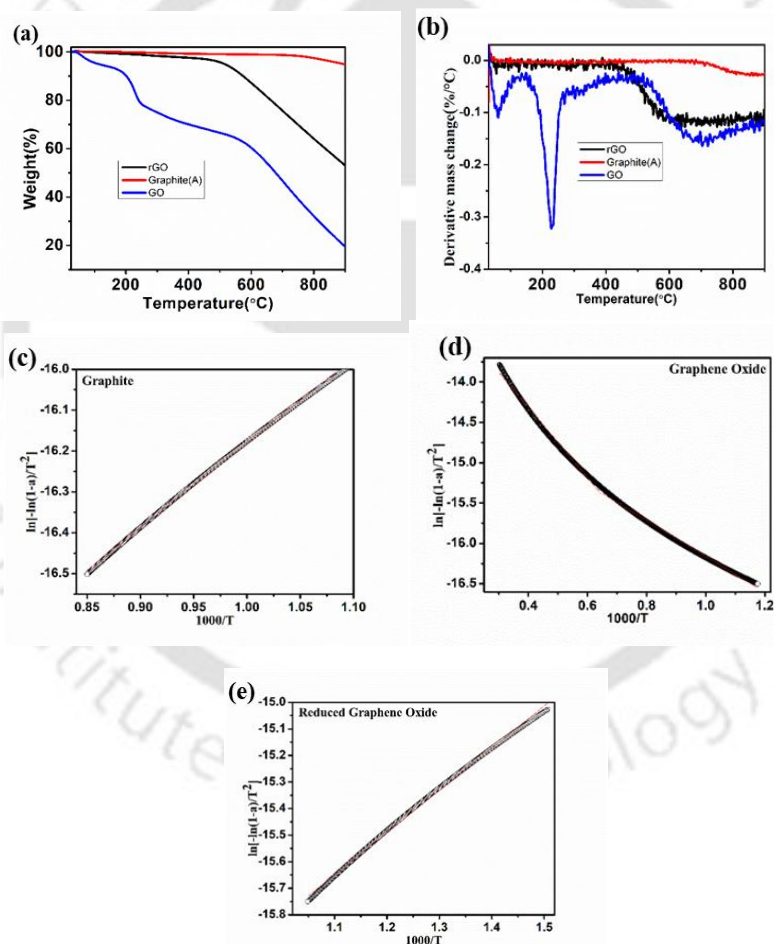 (a)
100
80
60
40
20
Weight(%)
rGO
Graphite(A)
GO
200
400
600
800
Temperature(°C)
(b)
0.0
-0.1
-0.2
-0.3
-0.4
Derivative mass change(%/°C)
rGO
Graphite(A)
GO
200
400
600
800
Temperature(°C)
(c)
Graphite
-16.0
-16.1
-16.2
-16.3
-16.4
-16.5
ln[-ln(1-a)/T²]
0.85
0.90
0.95
1.00
1.05
1.10
1000/T
(d)
Graphene Oxide
-14.0
-14.5
-15.0
-15.5
-16.0
-16.5
ln[-ln(1-a)/T²]
0.4
0.6
0.8
1.0
1.2
1000/T
(e)
Reduced Graphene Oxide
-15.0
-15.1
-15.2
-15.3
-15.4
-15.5
-15.6
-15.7
-15.8
ln[-ln(1-a)/T²]
1.1
1.2
1.3
1.4
1.5
1000/T